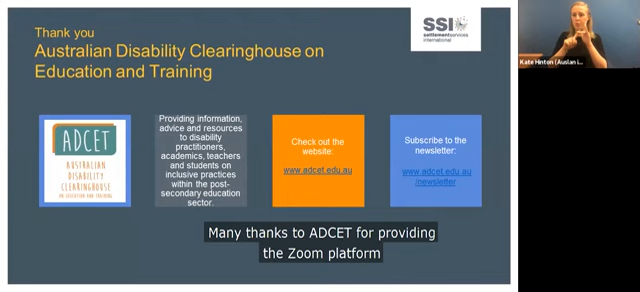 Thank you
Australian Disability Clearinghouse on
Education and Training
SSI
settlement services
international
ADCET
AUSTRALIAN
DISABILITY
CLEARINGHOUSE
ON EDUCATION AND TRAINING
Providing information,
advice and resources
to disability
practitioners,
academics, teachers
and students on
inclusive practices
within the post-
secondary education
sector.
Check out the
website:
www.adcet.edu.au
Subscribe to the
newsletter:
www.adcet.edu.au
/newsletter
Many thanks to ADCET for providing
the Zoom platform
Kate Hinton (Auslan i...